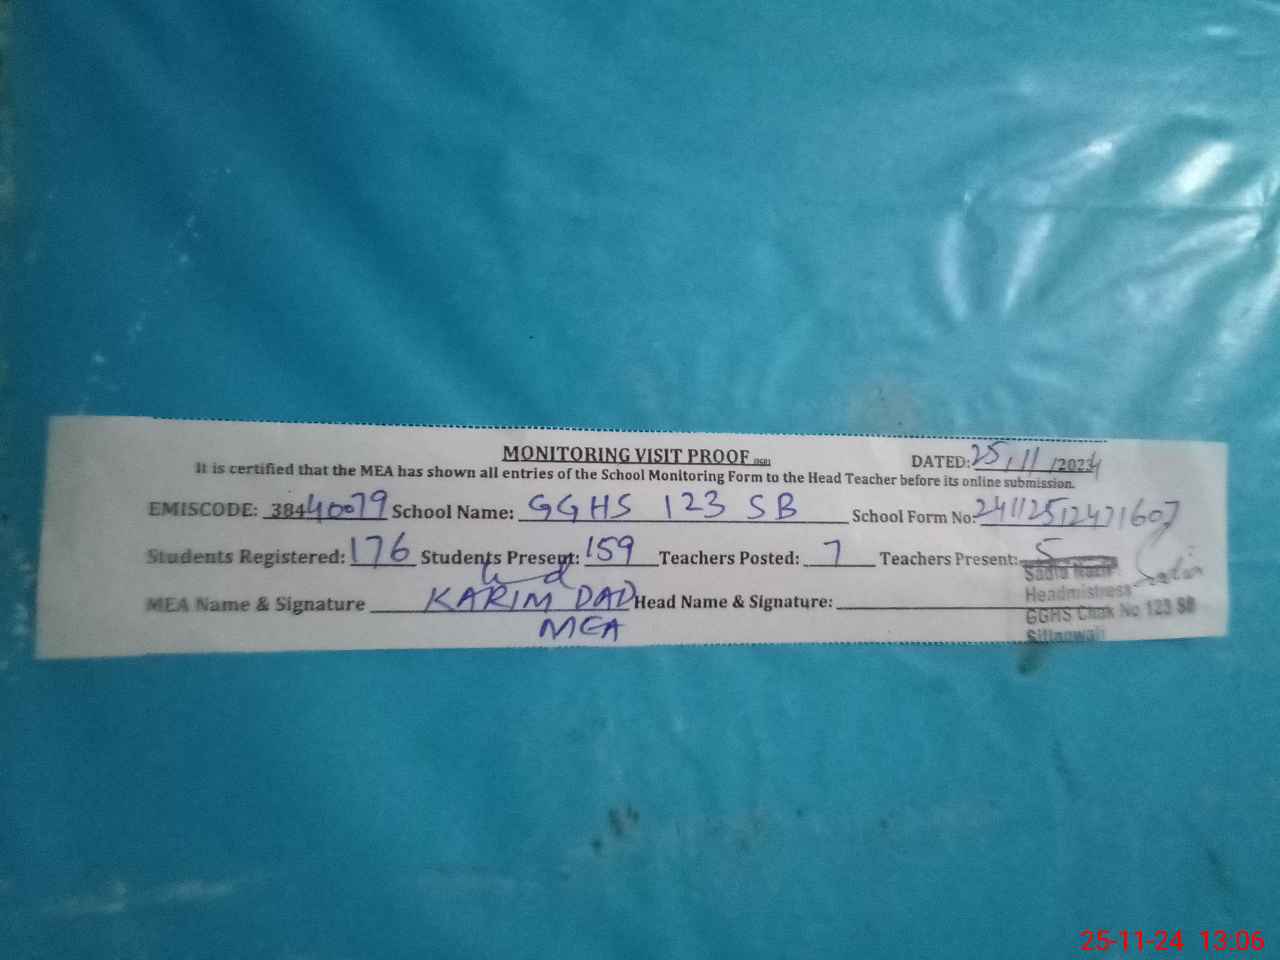 MONITORING VISIT PROOF
DATED: 25/11/2024
It is certified that the MEA has shown all entries of the School Monitoring Form to the Head Teacher before its online submission.
EMISCODE: 38440079 School Name: GGHS 123 SB School Form No: 24112512471607
Students Registered: 176 Students Present: 159 Teachers Posted: 7 Teachers Present: 5
MEA Name & Signature KARIM DAD Head Name & Signature:
MEA
Sadia
Headmistress
GGHS Chak No 123 SB
Sillanwali
25-11-24 13:06